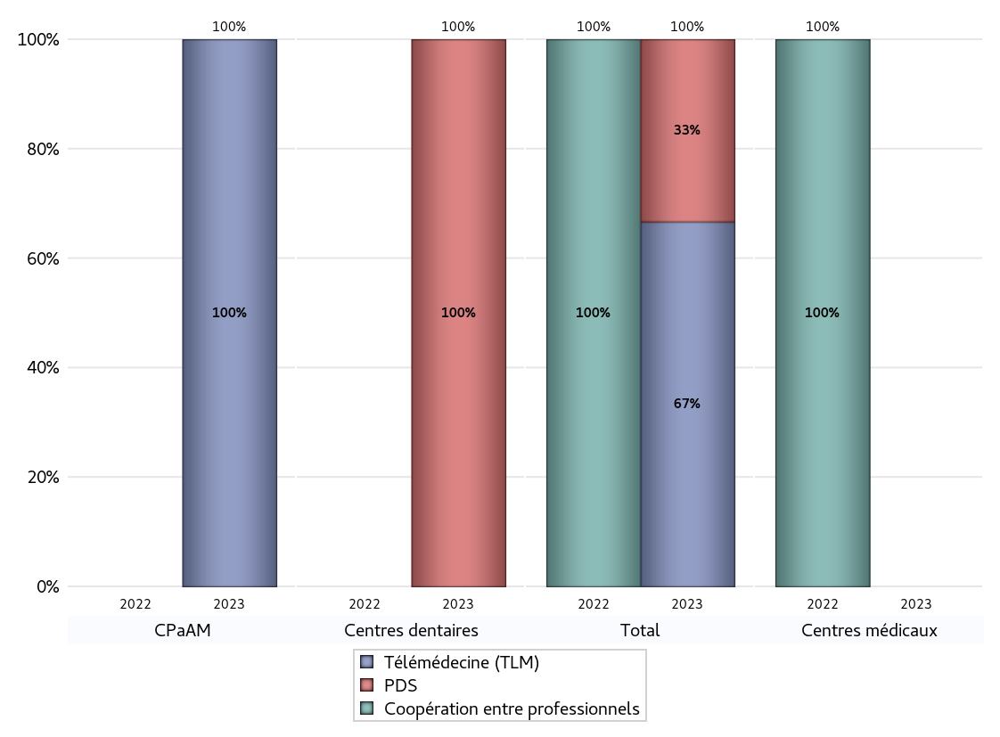 100% 100% 100% 100% 100%
100%
80%
33%
60%
100% 100% 100% 100%
40%
67%
20%
0%
2022 2023 2022 2023 2022 2023 2022 2023
CPaAM Centres dentaires Total Centres médicaux
Télémédecine (TLM)
PDS
Coopération entre professionnels